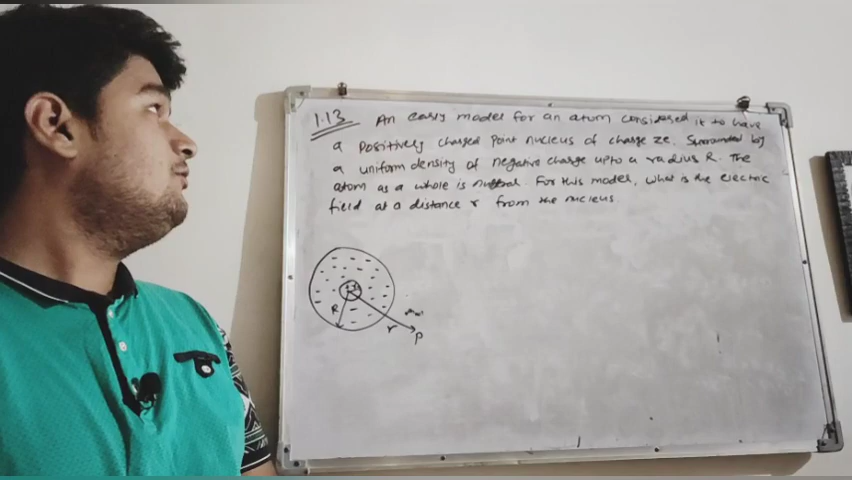 1.13 An early model for an atom considered it to have
a positively charged point nucleus of charge ze, Surrounded by
a uniform density of negative charge upto a radius R. The
atom as a whole is neutral. For this model, what is the electric
field at a distance r from the nucleus.
R
r
P